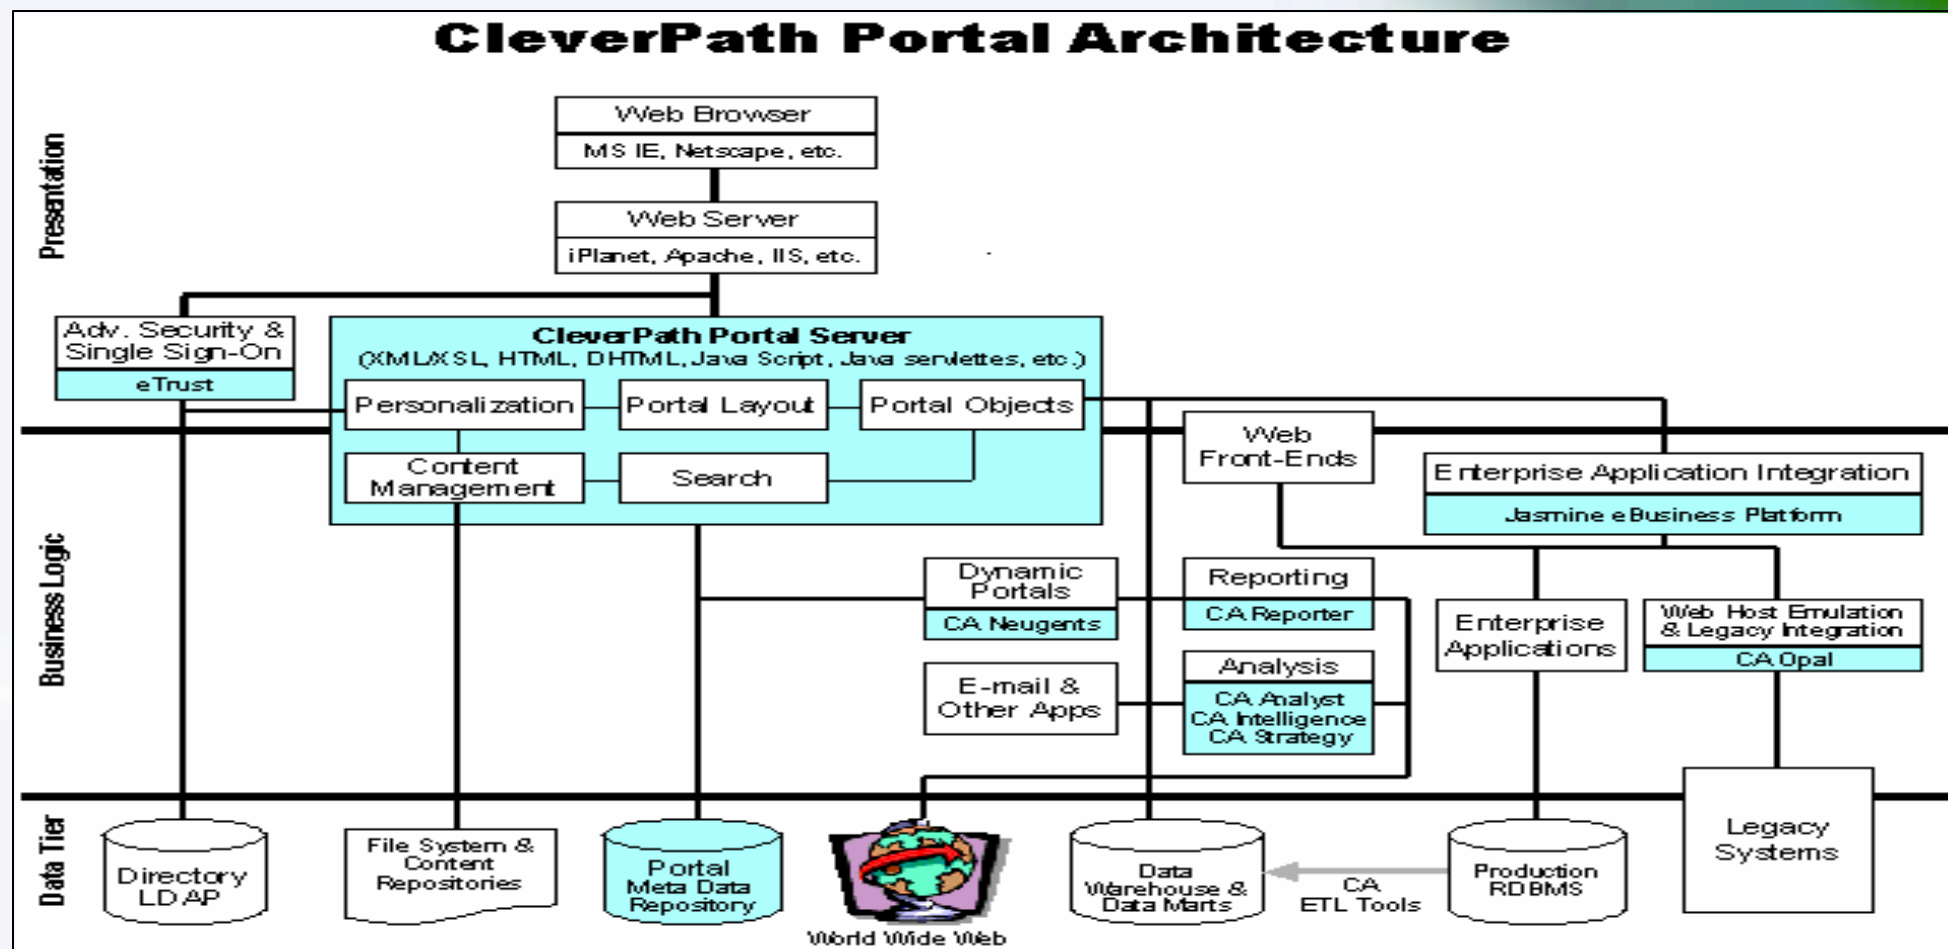 CleverPath Portal Architecture
Presentation
Web Browser
MS IE, Netscape, etc.
Web Server
iPlanet, Apache, IIS, etc.
Adv. Security &
Single Sign-On
eTrust
CleverPath Portal Server
(XML/XSL, HTML, DHTML, Java Script, Java servlettes, etc.)
Personalization
Portal Layout
Portal Objects
Content
Management
Search
Business Logic
Web
Front-Ends
Enterprise Application Integration
Jasmine eBusiness Platform
Dynamic
Portals
CA Neugents
Reporting
CA Reporter
Enterprise
Applications
Web Host Emulation
& Legacy Integration
CA Opal
E-mail &
Other Apps
Analysis
CA Analyst
CA Intelligence
CA Strategy
Data Tier
Directory
LDAP
File System &
Content
Repositories
Portal
Meta Data
Repository
World Wide Web
Data
Warehouse &
Data Marts
CA
ETL Tools
Production
RDBMS
Legacy
Systems